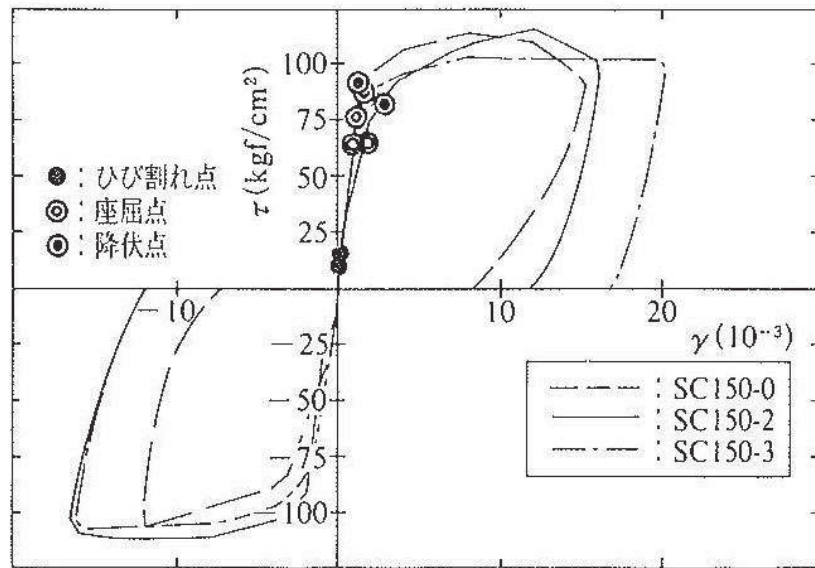 τ (kgf/cm²)
100
75
50
25
●：ひび割れ点
◎：座屈点
◉：降伏点
－10
10
20
γ (10⁻³)
－25
－50
－75
－100
：SC150-0
：SC150-2
：SC150-3